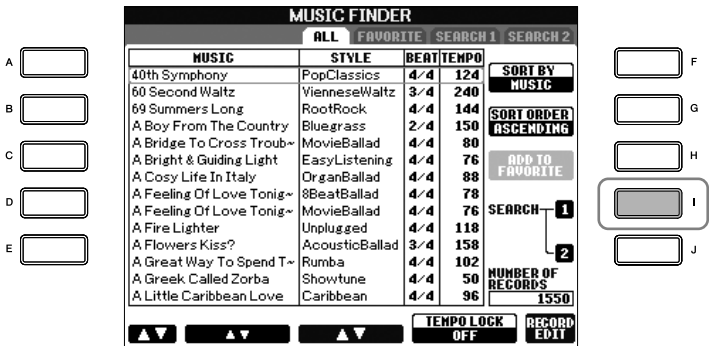 MUSIC FINDER
ALL FAVORITE SEARCH 1 SEARCH 2
MUSIC STYLE BEAT TEMPO
40th Symphony PopClassics 4/4 124
60 Second Waltz VienneseWaltz 3/4 240
69 Summers Long RootRock 4/4 144
A Boy From The Country Bluegrass 2/4 150
A Bridge To Cross Troub~ MovieBallad 4/4 80
A Bright & Guiding Light EasyListening 4/4 76
A Cosy Life In Italy OrganBallad 4/4 88
A Feeling Of Love Tonig~ 8BeatBallad 4/4 78
A Feeling Of Love Tonig~ MovieBallad 4/4 76
A Fire Lighter Unplugged 4/4 118
A Flowers Kiss? AcousticBallad 3/4 158
A Great Way To Spend T~ Rumba 4/4 102
A Greek Called Zorba Showtune 4/4 50
A Little Caribbean Love Caribbean 4/4 96
SORT BY
MUSIC
SORT ORDER
ASCENDING
ADD TO
FAVORITE
SEARCH 1
2
NUMBER OF
RECORDS
1550
TEMPO LOCK
OFF
RECORD
EDIT
A
B
C
D
E
F
G
H
I
J